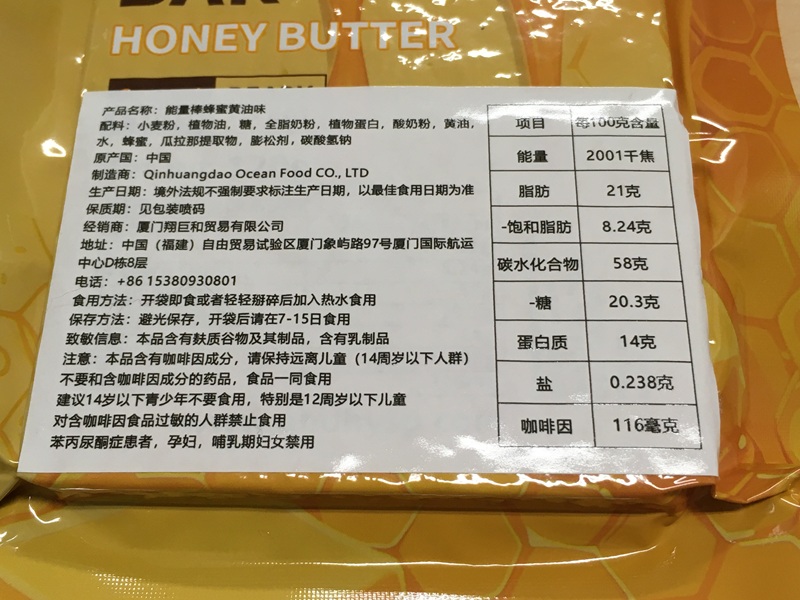 HONEY BUTTER
产品名称：能量棒蜂蜜黄油味
配料：小麦粉，植物油，糖，全脂奶粉，植物蛋白，酸奶粉，黄油，
水，蜂蜜，瓜拉那提取物，膨松剂，碳酸氢钠
原产国：中国
制造商：Qinhuangdao Ocean Food CO., LTD
生产日期：境外法规不强制要求标注生产日期，以最佳食用日期为准
保质期：见包装喷码
经销商：厦门翔巨和贸易有限公司
地址：中国（福建）自由贸易试验区厦门象屿路97号厦门国际航运
中心D栋8层
电话：+86 15380930801
食用方法：开袋即食或者轻轻掰碎后加入热水食用
保存方法：避光保存，开袋后请在7-15日食用
致敏信息：本品含有麸质谷物及其制品，含有乳制品
注意：本品含有咖啡因成分，请保持远离儿童（14周岁以下人群）
不要和含咖啡因成分的药品，食品一同食用
建议14岁以下青少年不要食用，特别是12周岁以下儿童
对含咖啡因食品过敏的人群禁止食用
苯丙尿酮症患者，孕妇，哺乳期妇女禁用
项目 每100克含量
能量 2001千焦
脂肪 21克
-饱和脂肪 8.24克
碳水化合物 58克
-糖 20.3克
蛋白质 14克
盐 0.238克
咖啡因 116毫克